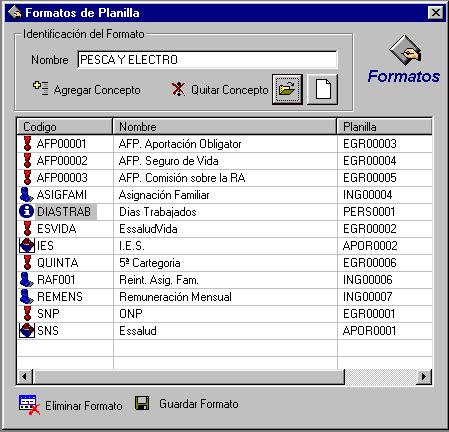 Formatos de Planilla
Identificación del Formato
Nombre PESCA Y ELECTRO
Agregar Concepto Quitar Concepto
Formatos
Codigo Nombre Planilla
AFP00001 AFP. Aportación Obligator EGR00003
AFP00002 AFP. Seguro de Vida EGR00004
AFP00003 AFP. Comisión sobre la RA EGR00005
ASIGFAMI Asignación Familiar ING00004
DIASTRAB Dias Trabajados PERS0001
ESVIDA EssaludVida EGR00002
IES I.E.S. APOR0002
QUINTA 5ª Cartegoria EGR00006
RAF001 Reint. Asig. Fam. ING00006
REMENS Remuneración Mensual ING00007
SNP ONP EGR00001
SNS Essalud APOR0001
Eliminar Formato Guardar Formato